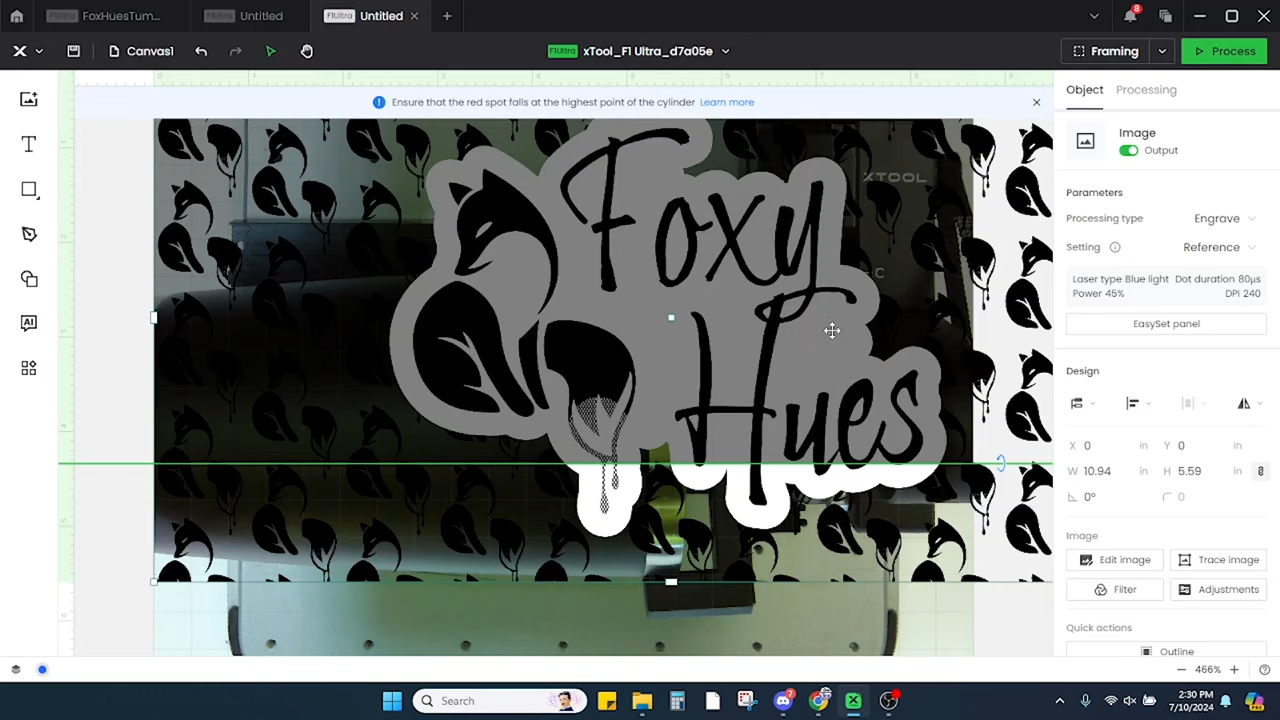 FoxHuesTum...
Untitled
Untitled
Canvas1
F1Ultra
xTool_F1 Ultra_d7a05e
Framing
Process
Ensure that the red spot falls at the highest point of the cylinder Learn more
Object
Processing
Image
Output
Parameters
Processing type
Engrave
Setting
Reference
Laser type Blue light Dot duration 80µs
Power 45% DPI 240
EasySet panel
Design
X 0 in Y 0 in
W 10.94 in H 5.59 in
0° 0
Image
Edit image
Trace image
Filter
Adjustments
Quick actions
Outline
466%
XTOOL
Foxy
Hues
Search
2:30 PM
7/10/2024